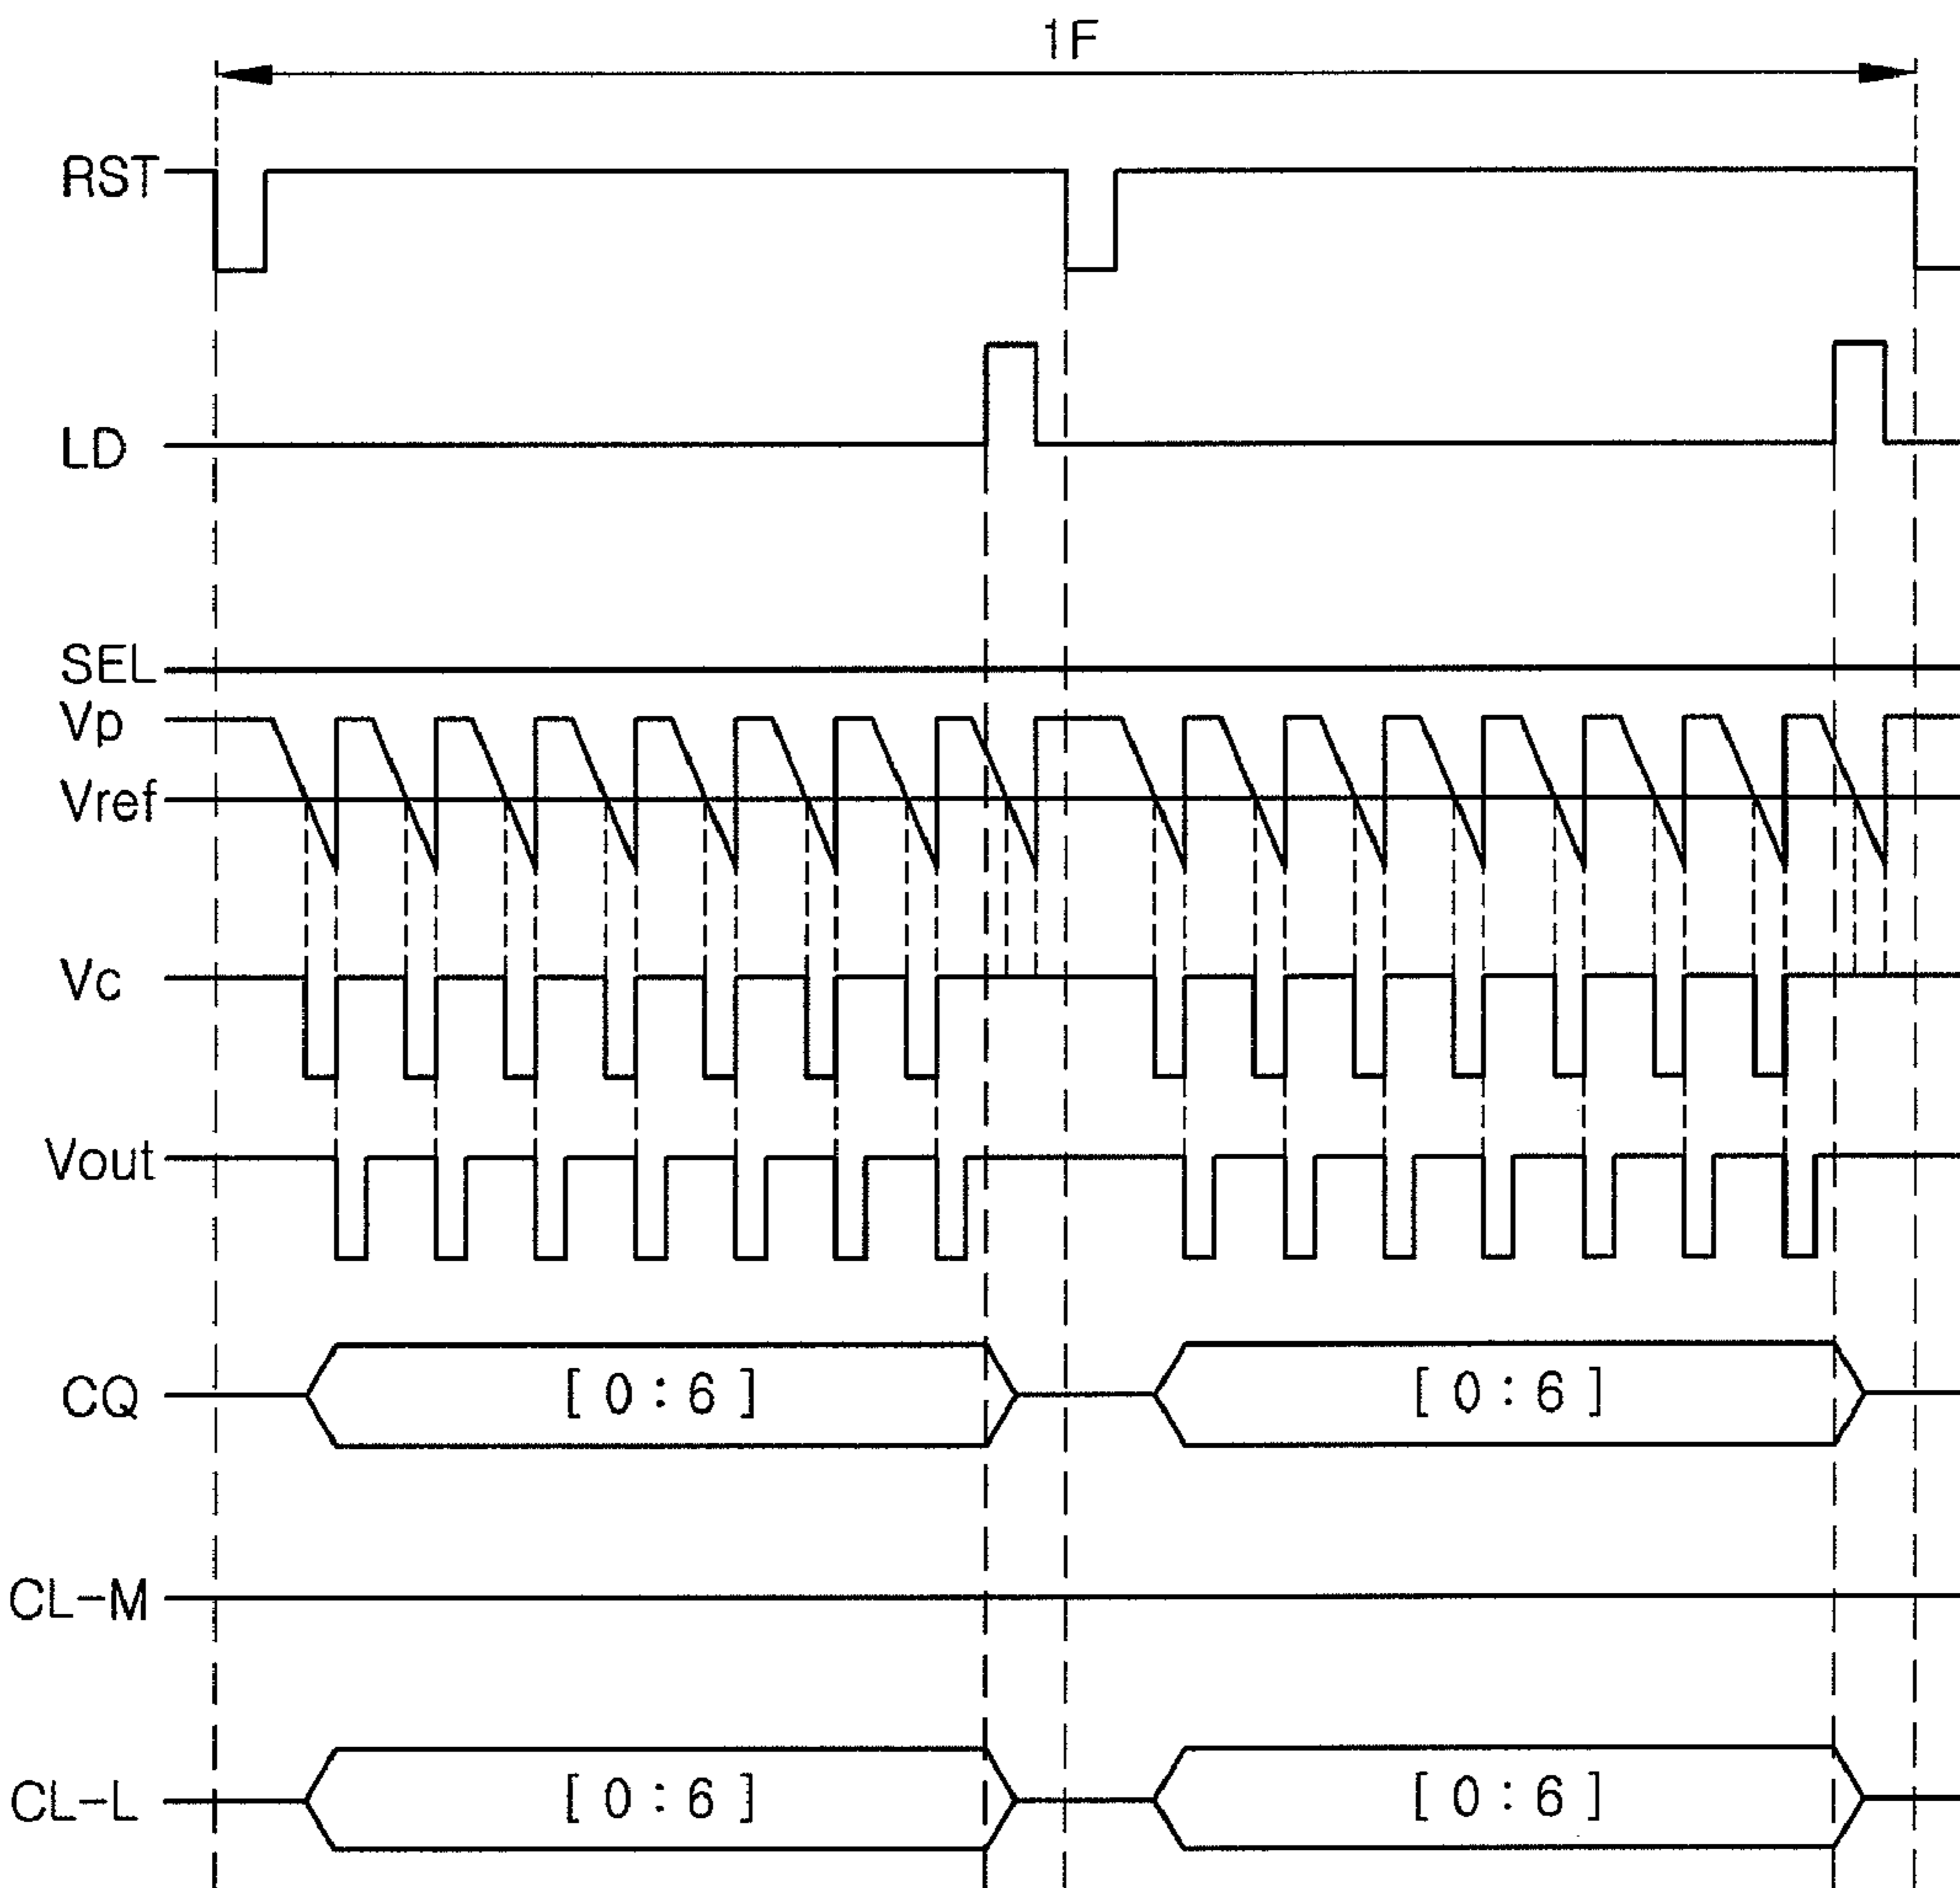 1F
RST
LD
SEL
Vp
Vref
Vc
Vout
CQ [ 0 : 6 ] [ 0 : 6 ]
CL-M
CL-L [ 0 : 6 ] [ 0 : 6 ]